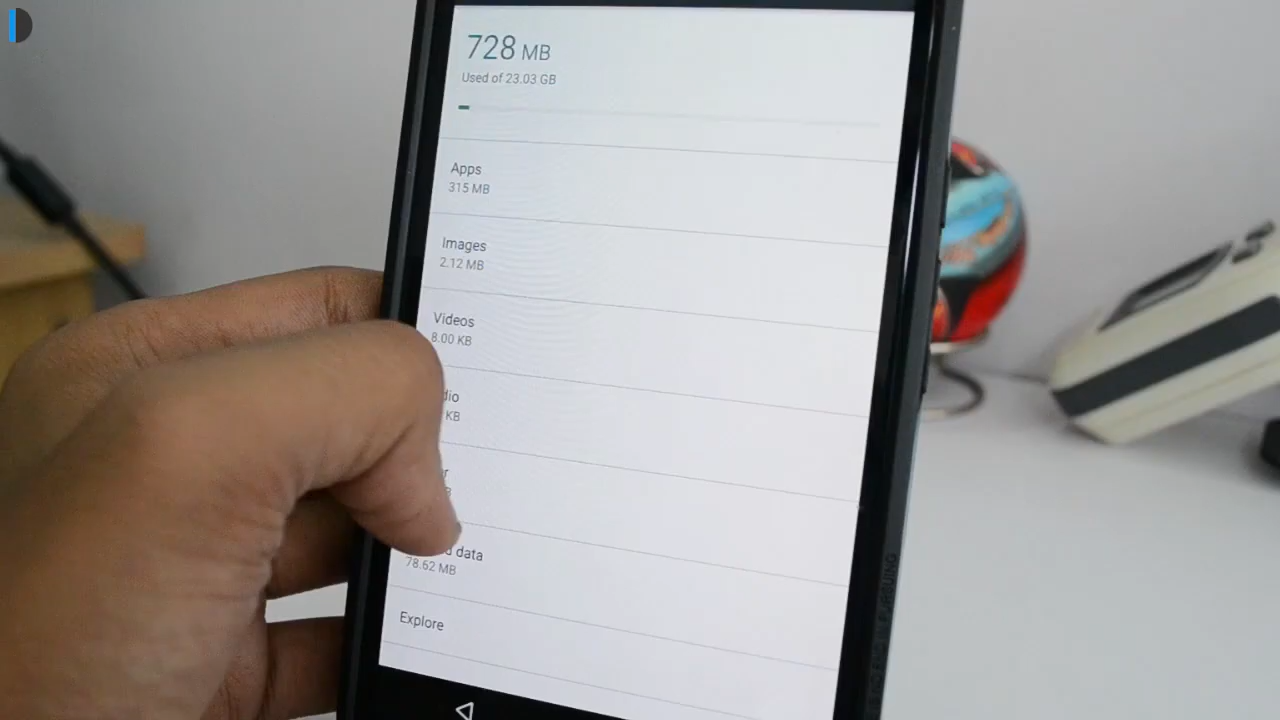 728 MB
Used of 23.03 GB
Apps
315 MB
Images
2.12 MB
Videos
8.00 KB
KB
data
78.62 MB
Explore